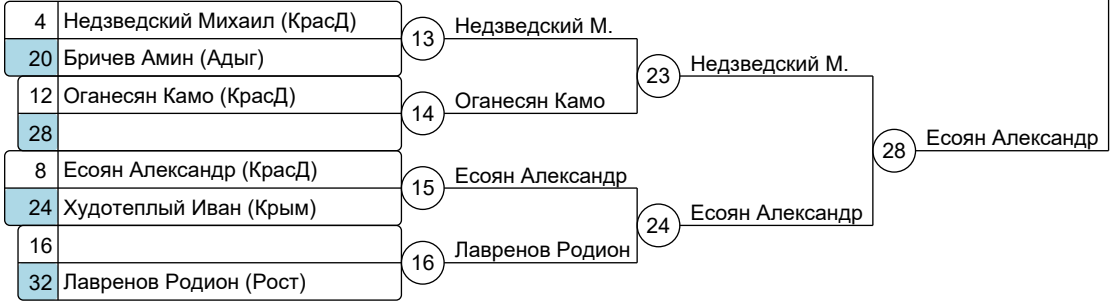 4 Недзведский Михаил (КрасД)
13 Недзведский М.
20 Бричев Амин (Адыг)
23 Недзведский М.
12 Оганесян Камо (КрасД)
14 Оганесян Камо
28
28 Есоян Александр
8 Есоян Александр (КрасД)
15 Есоян Александр
24 Худотеплый Иван (Крым)
24 Есоян Александр
16
16 Лавренов Родион
32 Лавренов Родион (Рост)